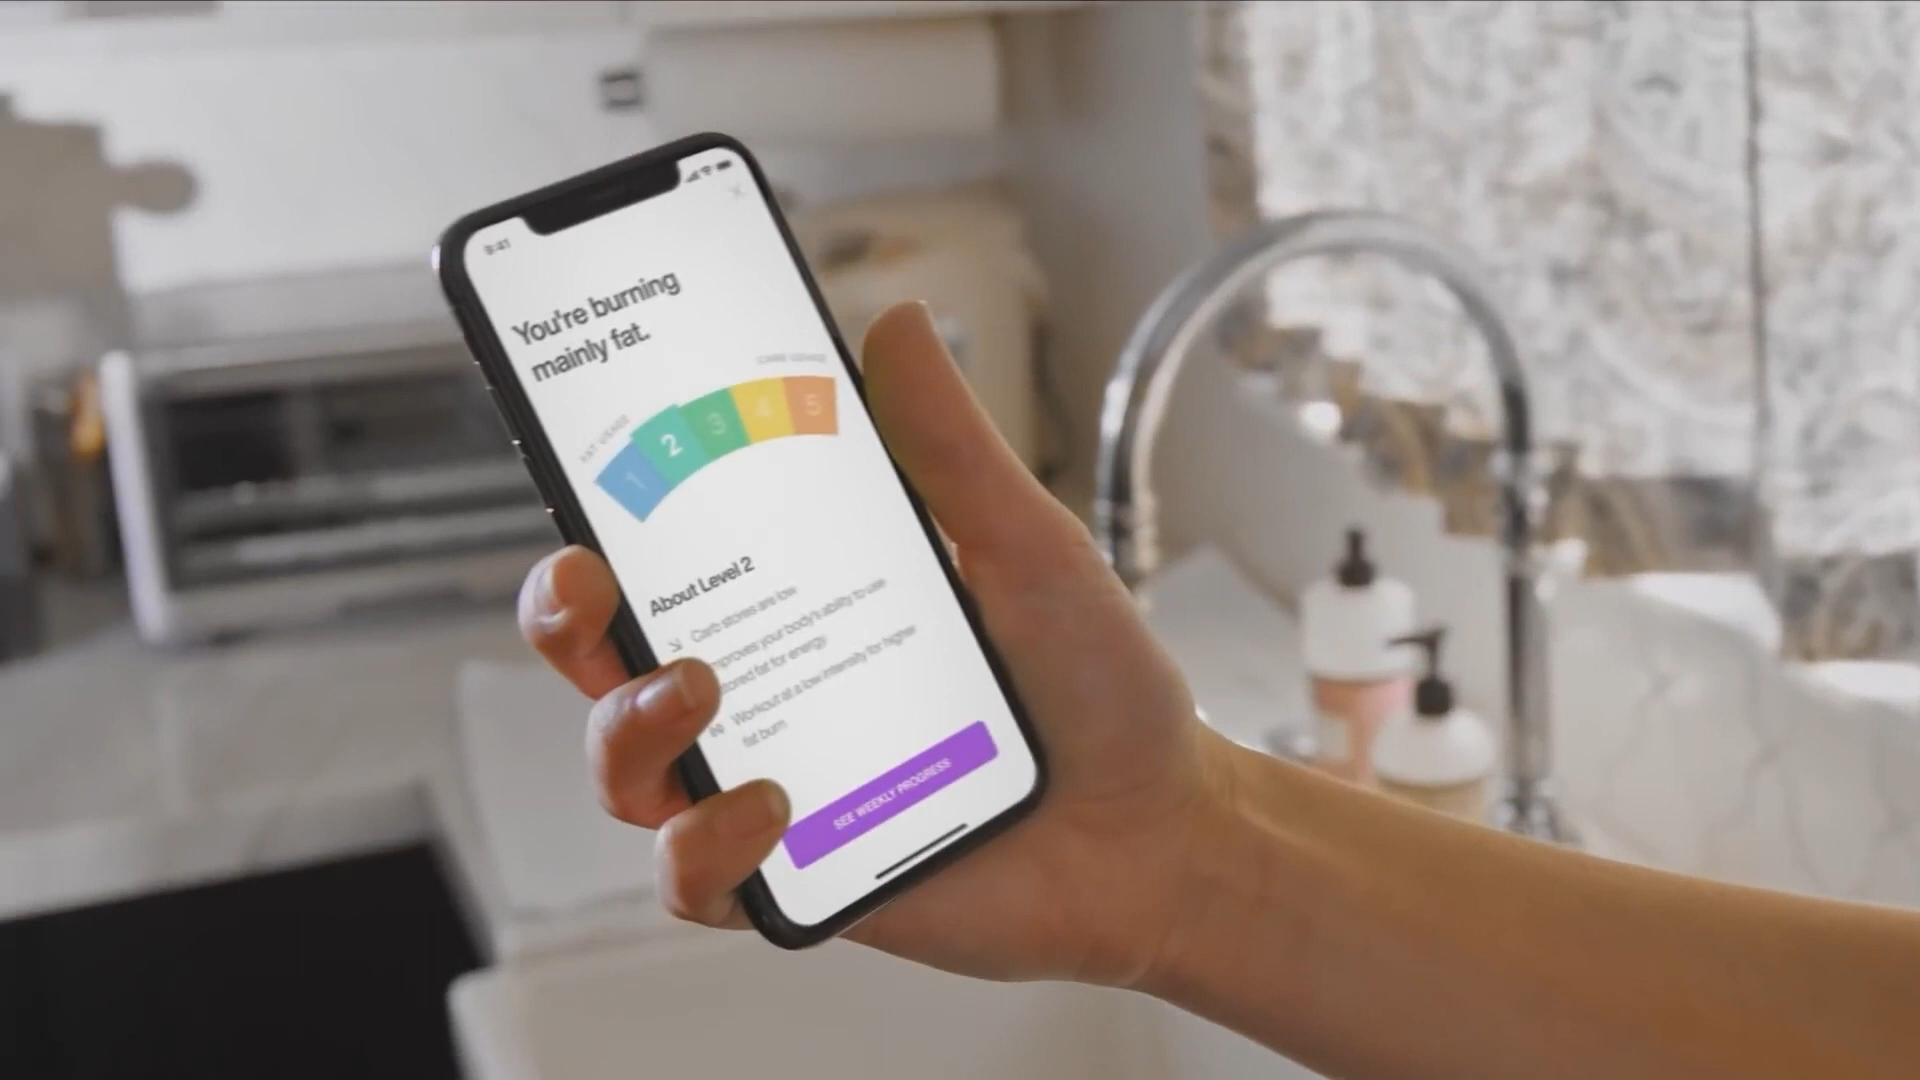 9:41
You're burning
mainly fat.
FAT USAGE
CARB USAGE
1
2
3
4
5
About Level 2
Carb stores are low
Improves your body's ability to use
stored fat for energy
Workout at a low intensity for higher
fat burn
SEE WEEKLY PROGRESS